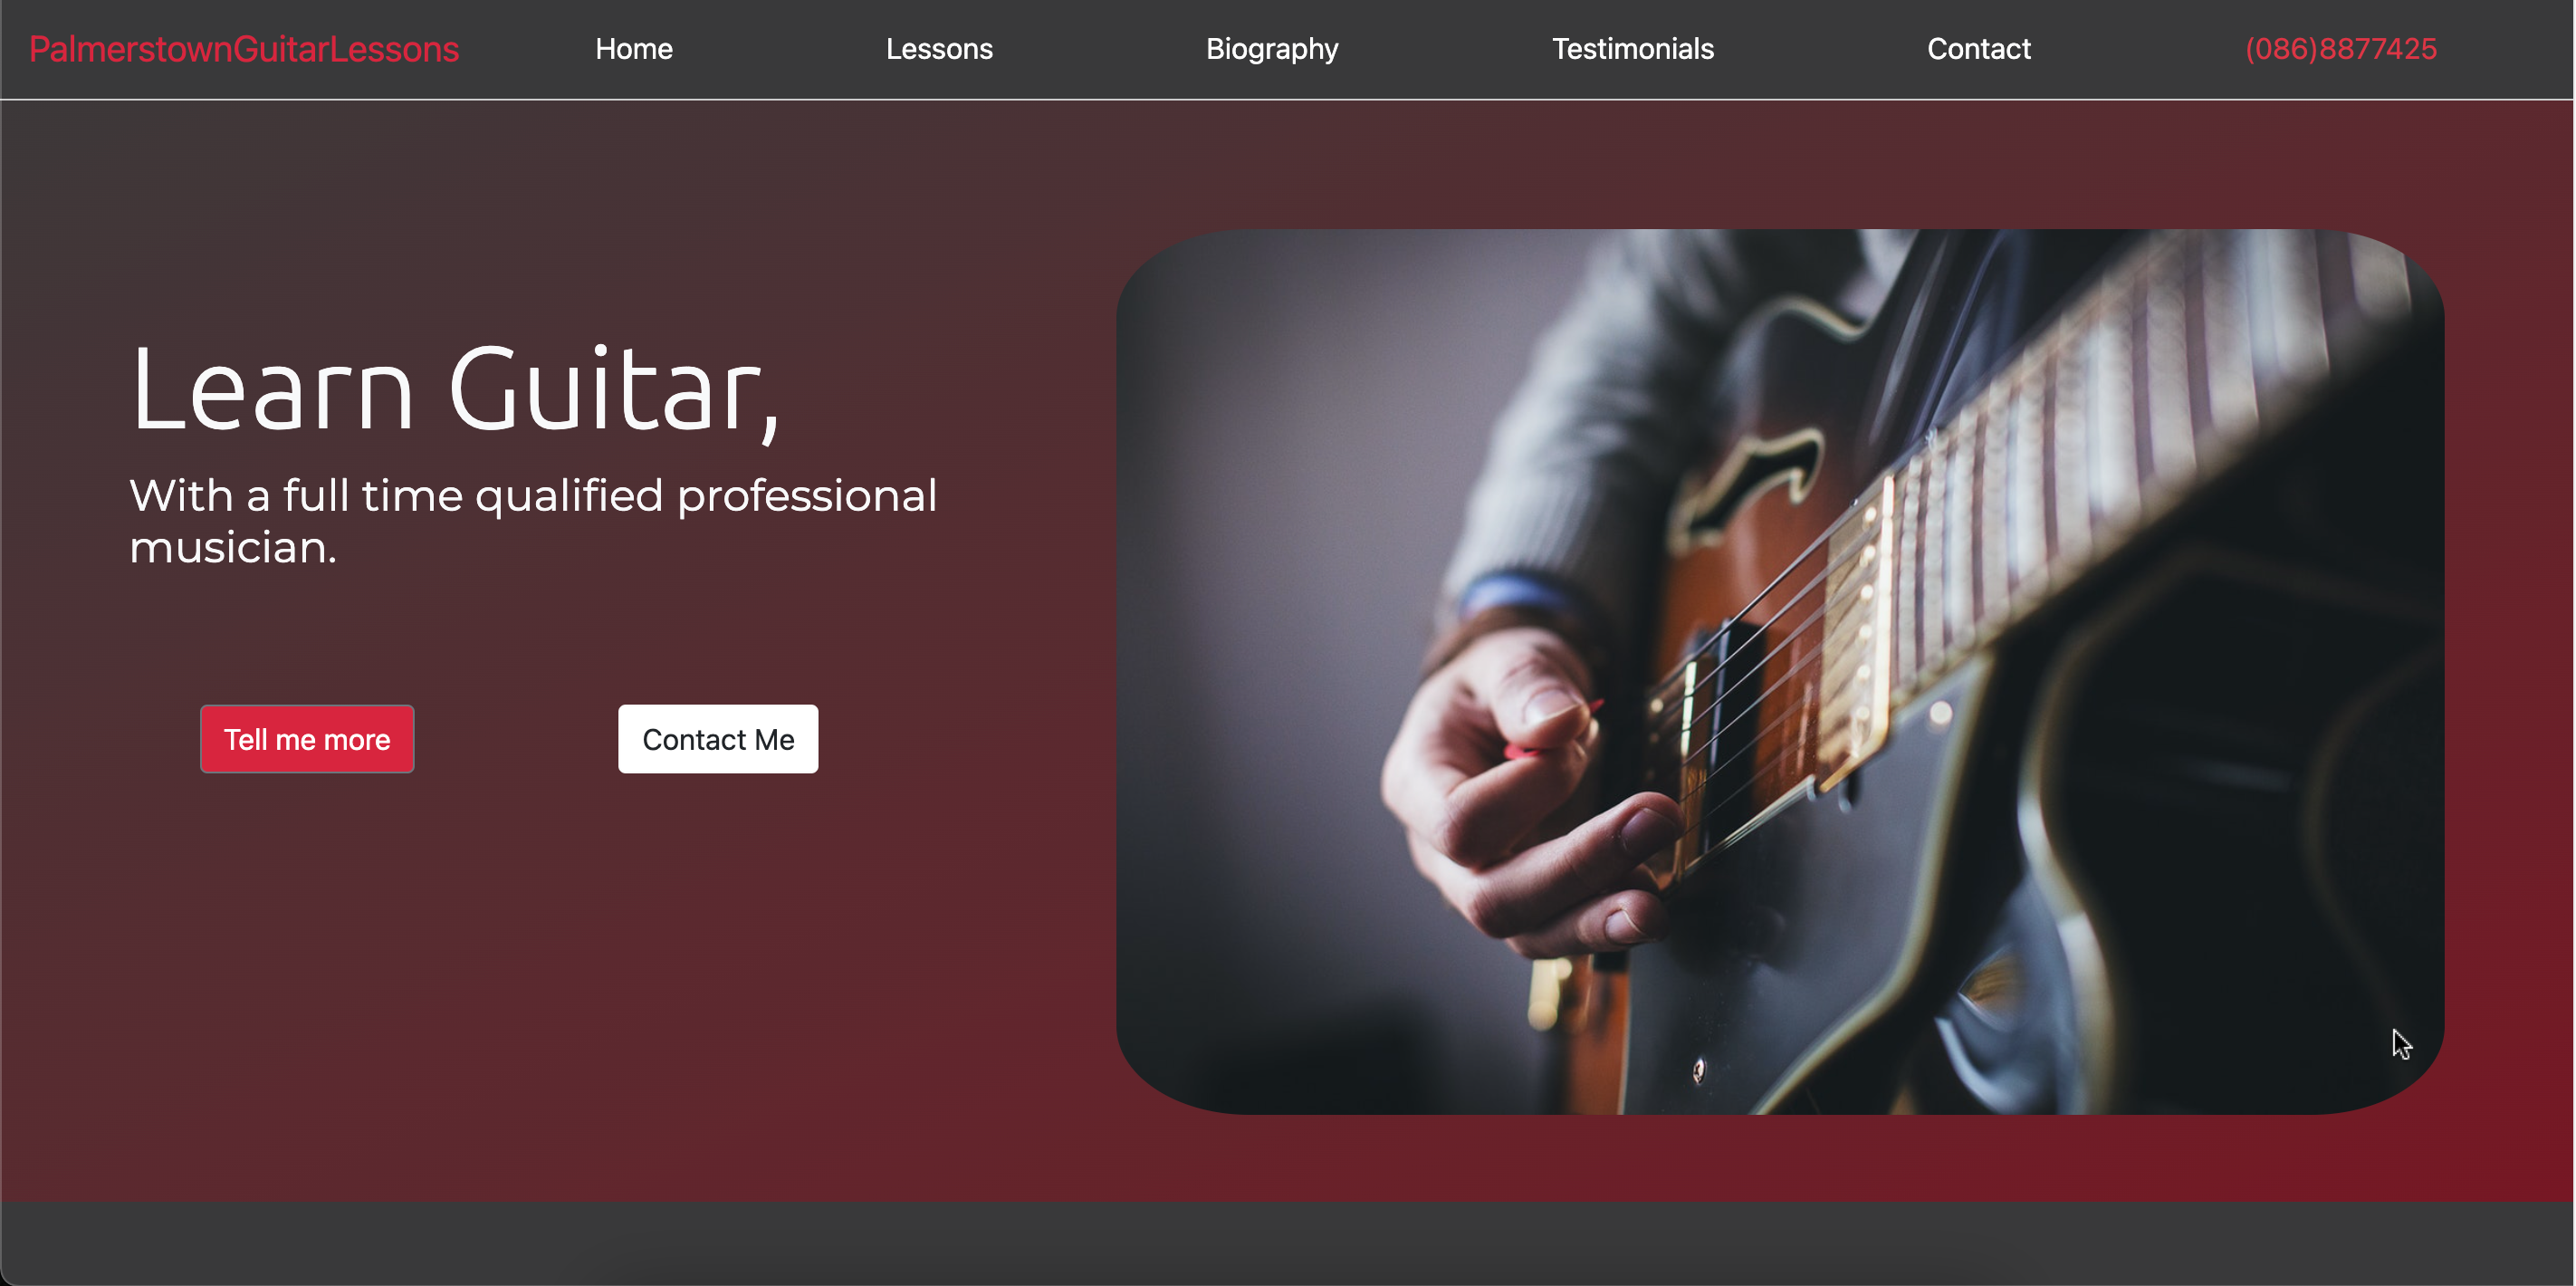 PalmerstownGuitarLessons Home Lessons Biography Testimonials Contact (086)8877425
Learn Guitar,
With a full time qualified professional
musician.
Tell me more Contact Me